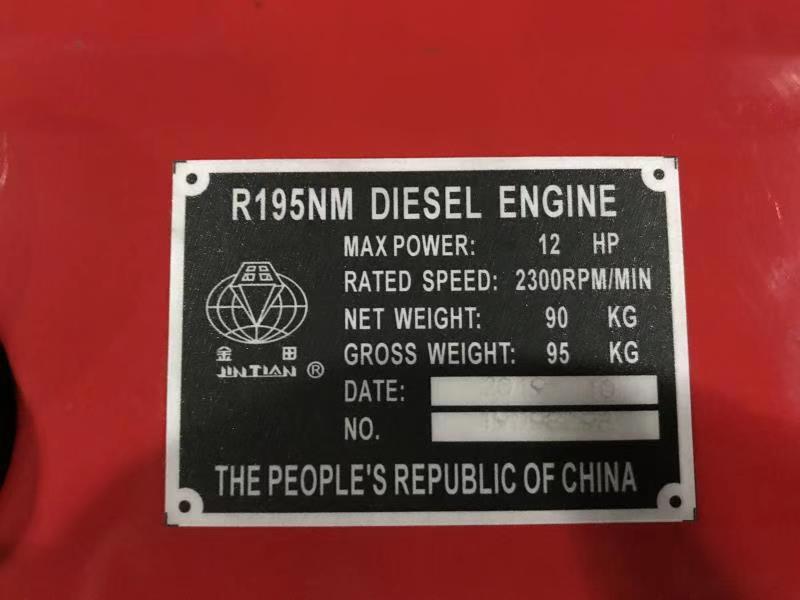 R195NM DIESEL ENGINE
MAX POWER: 12 HP
RATED SPEED: 2300RPM/MIN
NET WEIGHT: 90 KG
GROSS WEIGHT: 95 KG
金田
JINTIAN ®
DATE:
NO.
THE PEOPLE'S REPUBLIC OF CHINA